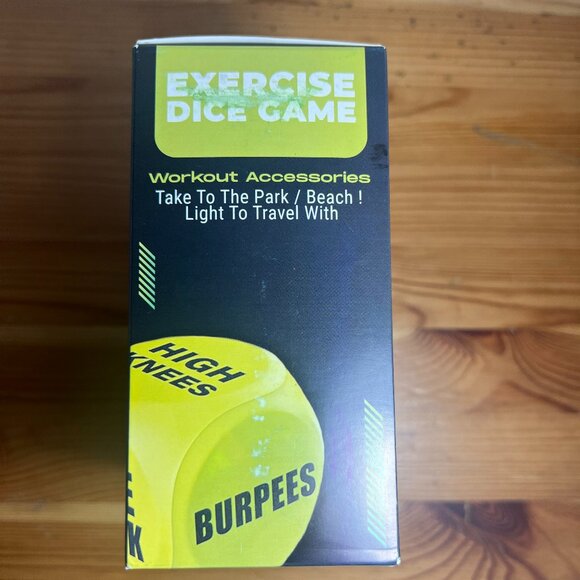 EXERCISE
DICE GAME
Workout Accessories
Take To The Park / Beach !
Light To Travel With
HIGH
KNEES
BURPEES